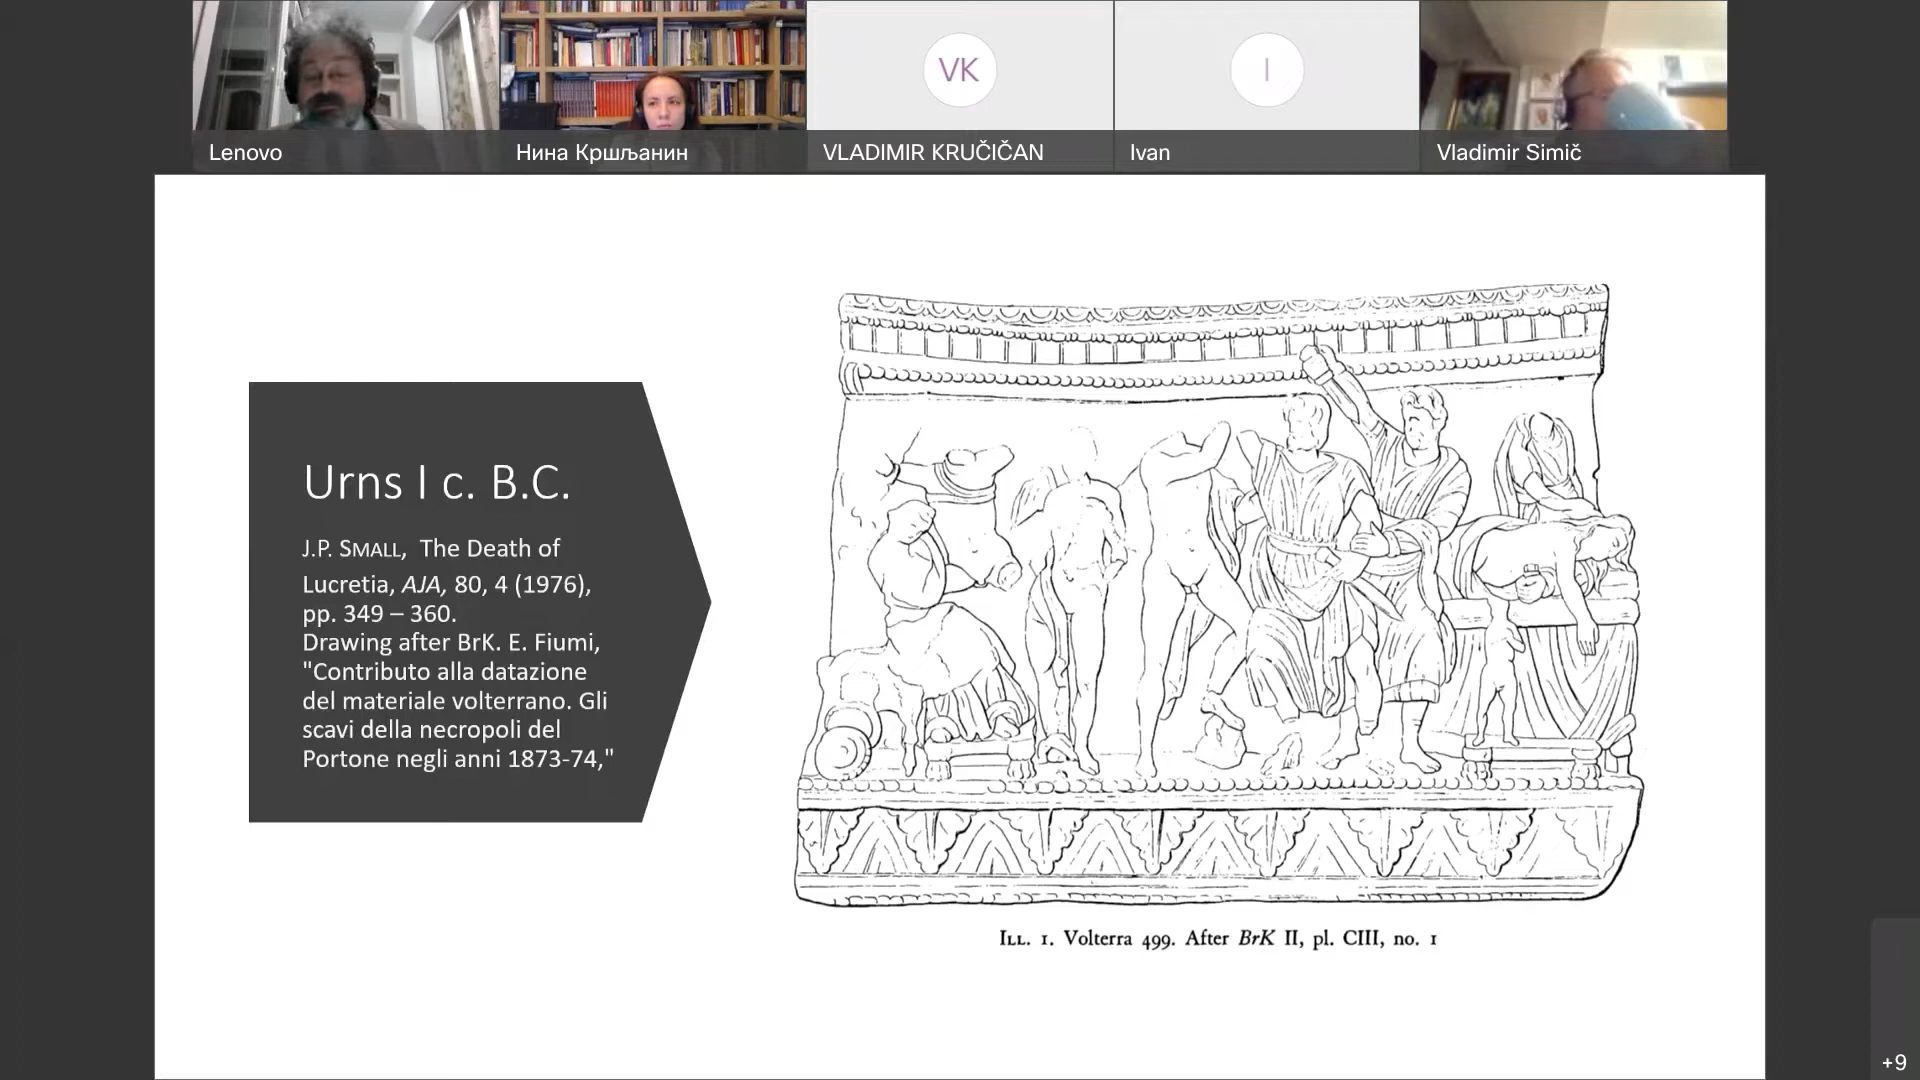 VK
I
Lenovo
Нина Кршљанин
VLADIMIR KRUČIČAN
Ivan
Vladimir Simič
Urns I c. B.C.
J.P. SMALL, The Death of
Lucretia, AJA, 80, 4 (1976),
pp. 349 – 360.
Drawing after BrK. E. Fiumi,
"Contributo alla datazione
del materiale volterrano. Gli
scavi della necropoli del
Portone negli anni 1873-74,"
ILL. 1. Volterra 499. After BrK II, pl. CIII, no. 1
+9